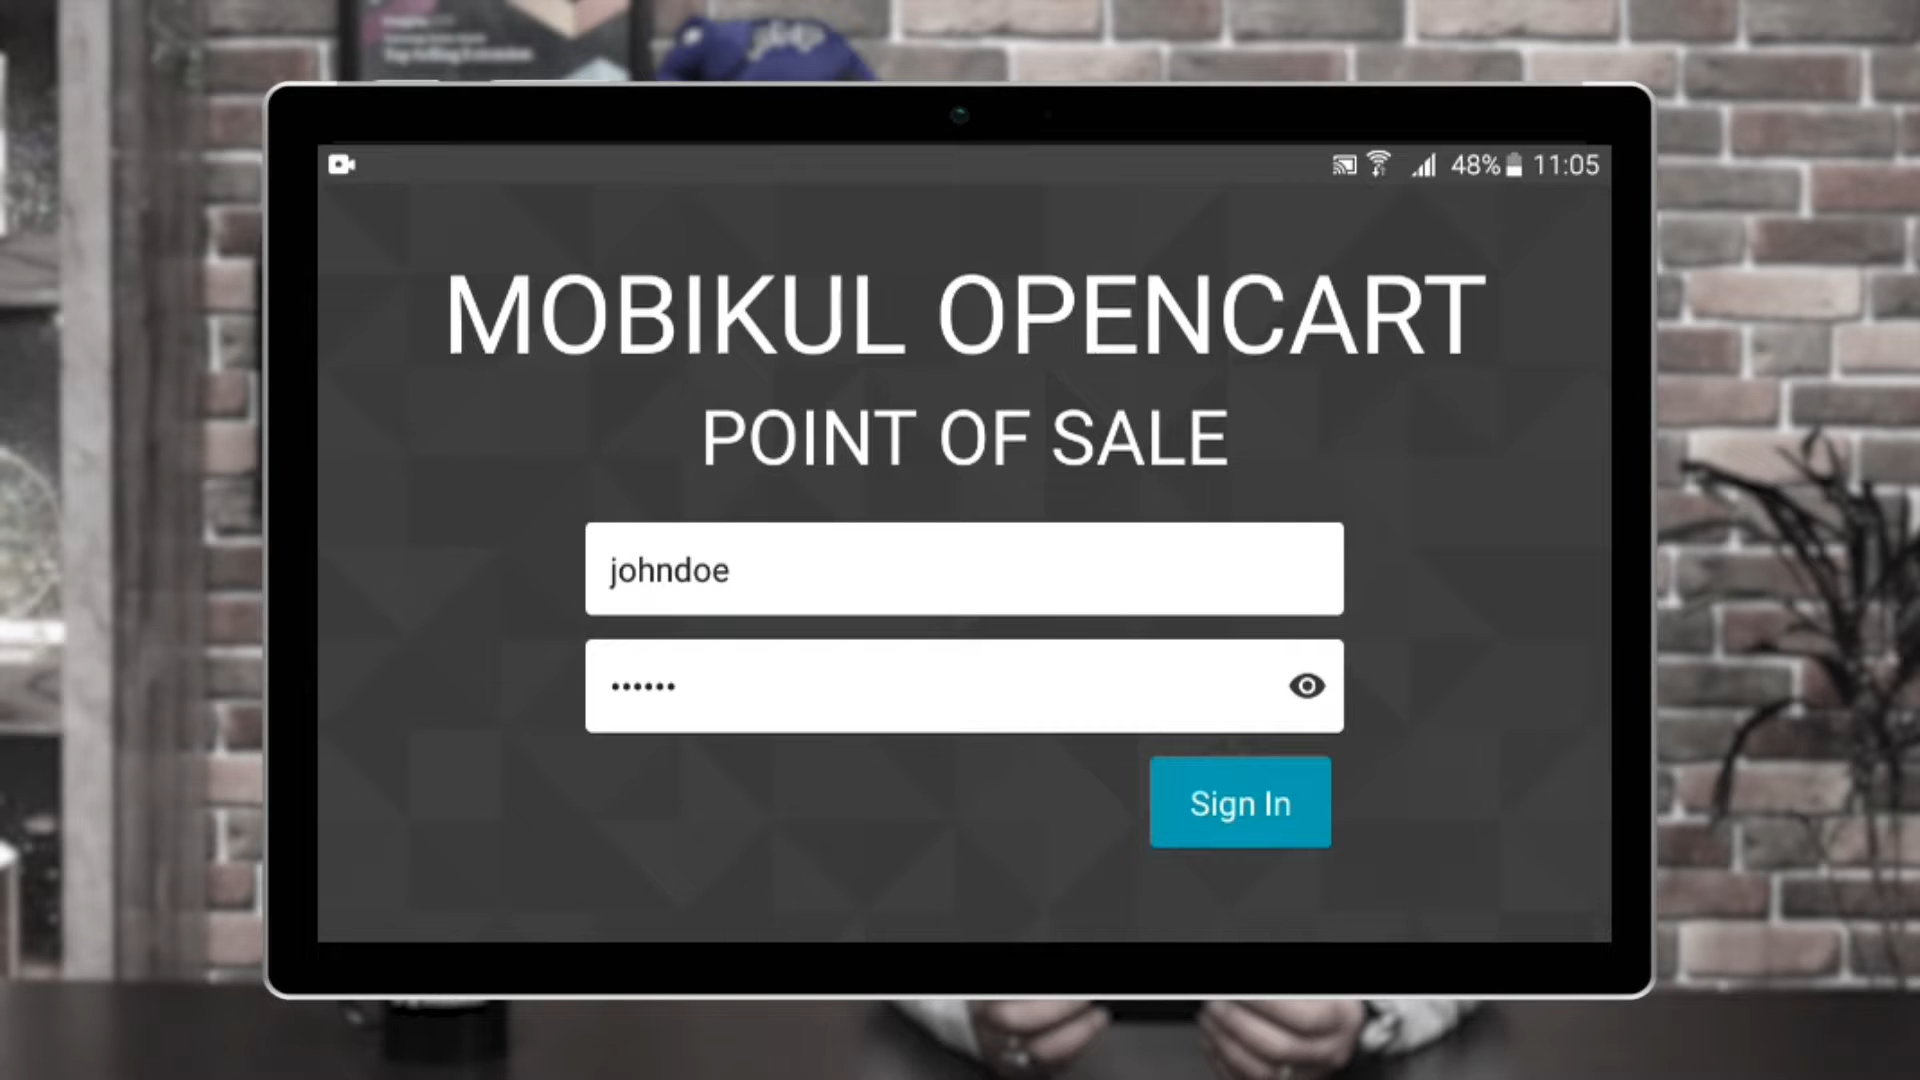 48% 11:05
MOBIKUL OPENCART
POINT OF SALE
johndoe
••••••
Sign In